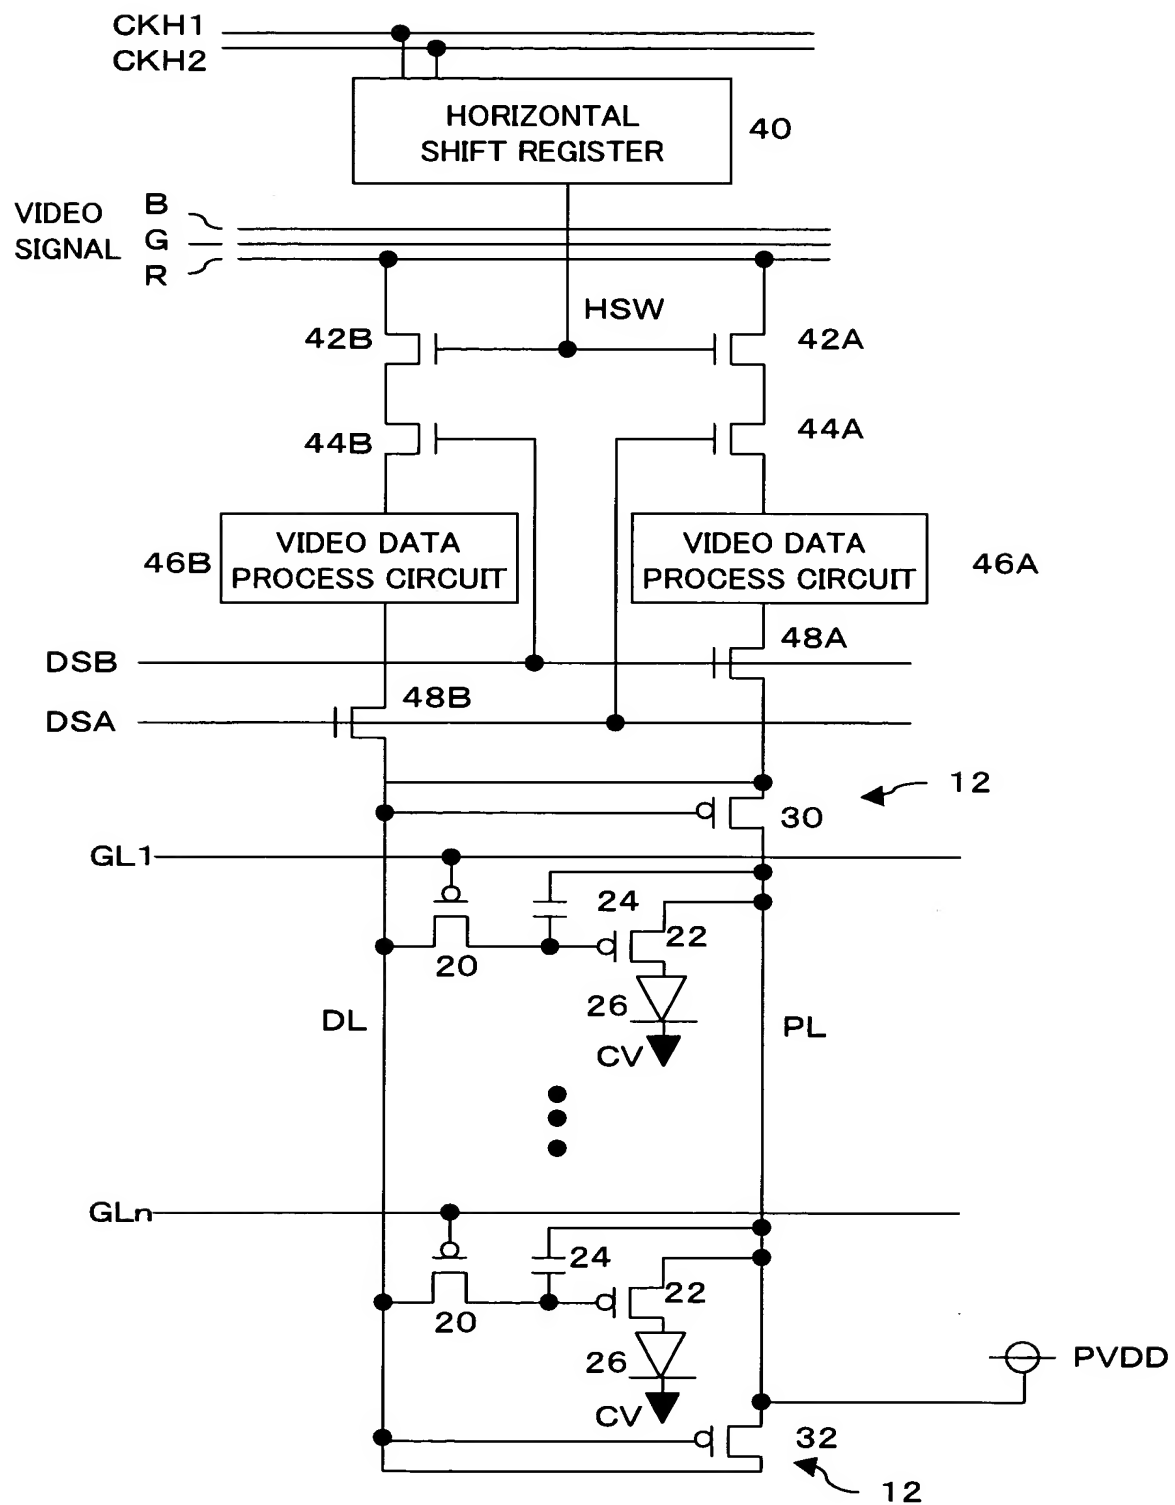 CKH1
CKH2
HORIZONTAL
SHIFT REGISTER
40
VIDEO
SIGNAL
B
G
R
HSW
42B
42A
44B
44A
46B
VIDEO DATA
PROCESS CIRCUIT
VIDEO DATA
PROCESS CIRCUIT
46A
48A
DSB
48B
DSA
12
30
GL1
24
22
20
26
DL
PL
CV
GLn
24
22
20
26
PVDD
CV
32
12